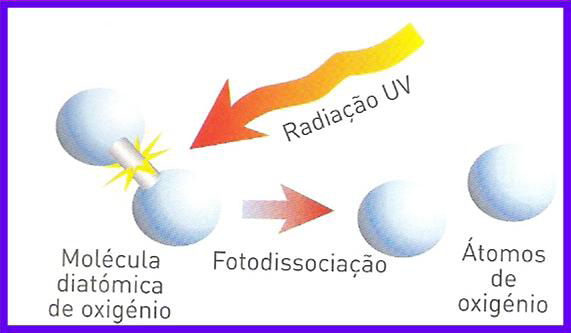 Radiação UV
Molécula
diatómica
de oxigénio
Fotodissociação
Átomos
de
oxigénio